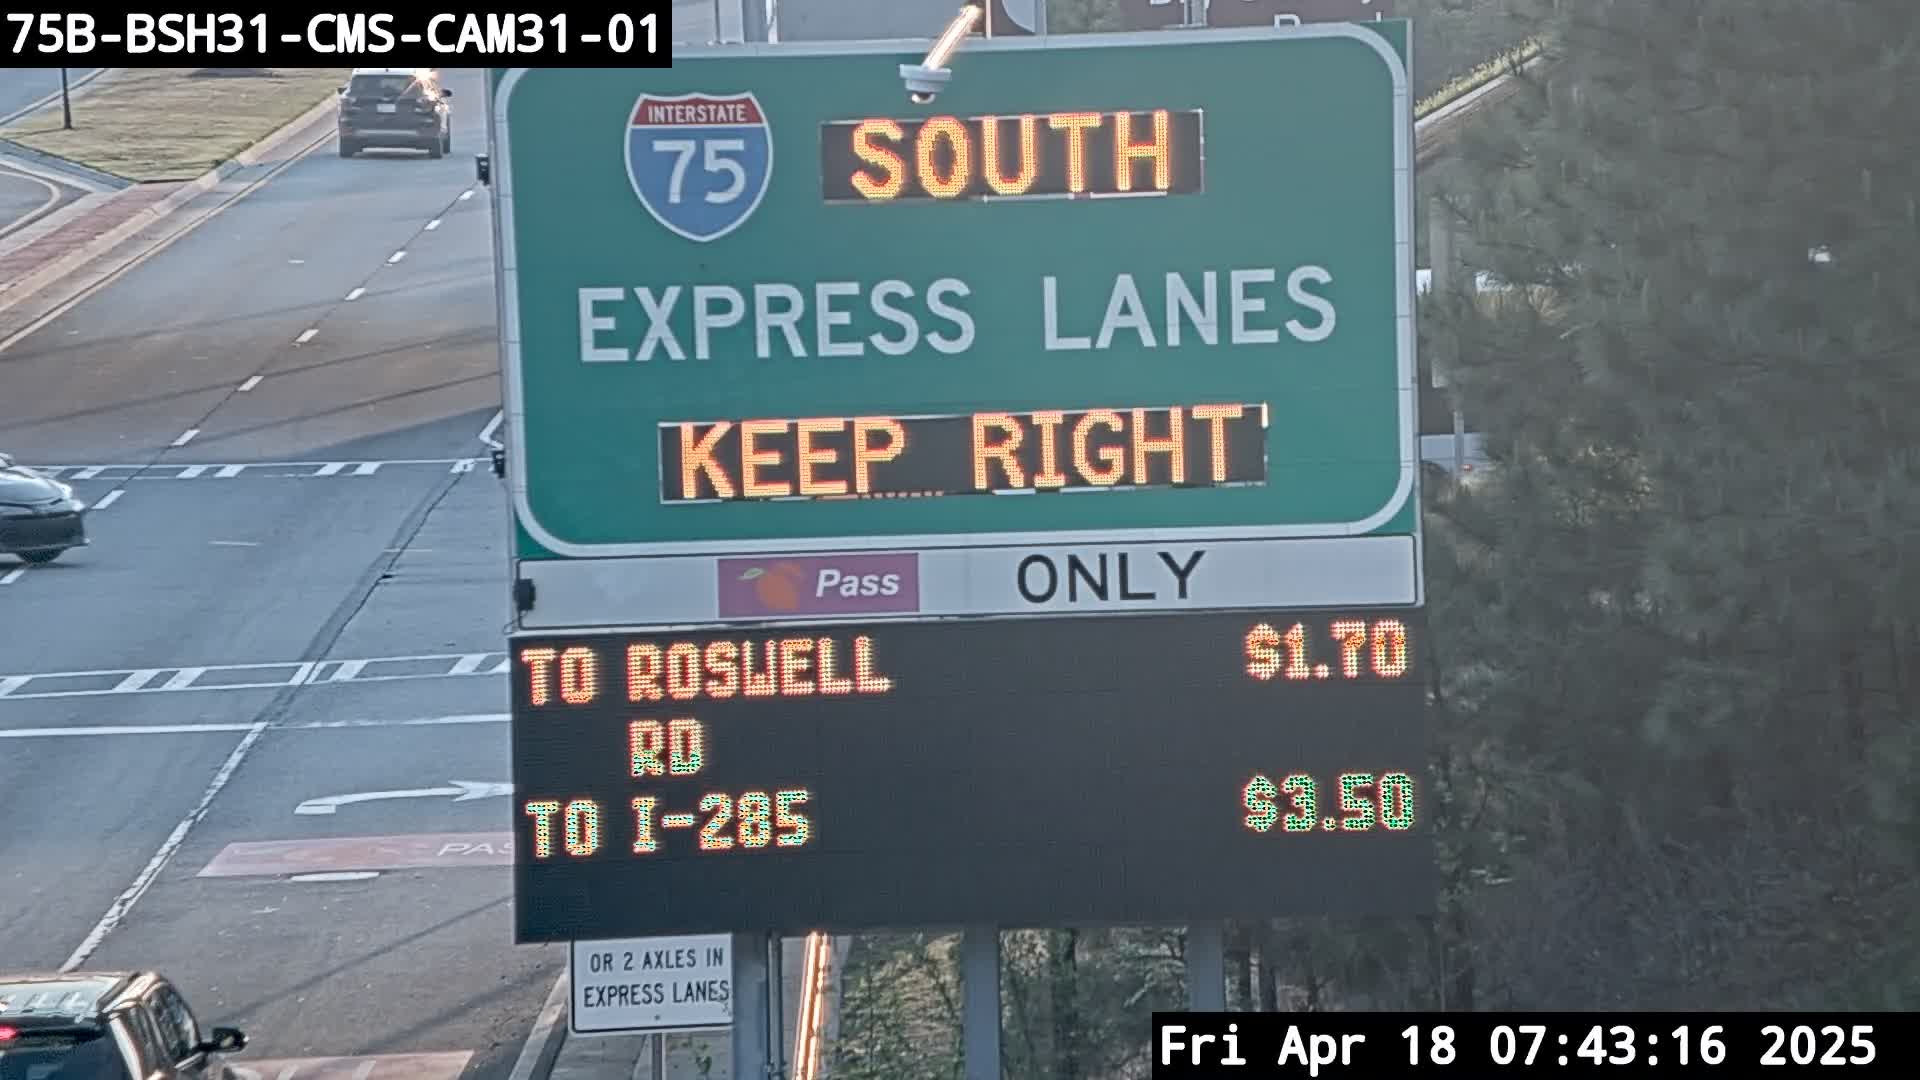 75B-BSH31-CMS-CAM31-01
INTERSTATE
75
SOUTH
EXPRESS LANES
KEEP RIGHT
Pass ONLY
TO ROSWELL $1.70
RD
TO I-285 $3.50
OR 2 AXLES IN
EXPRESS LANES
Fri Apr 18 07:43:16 2025